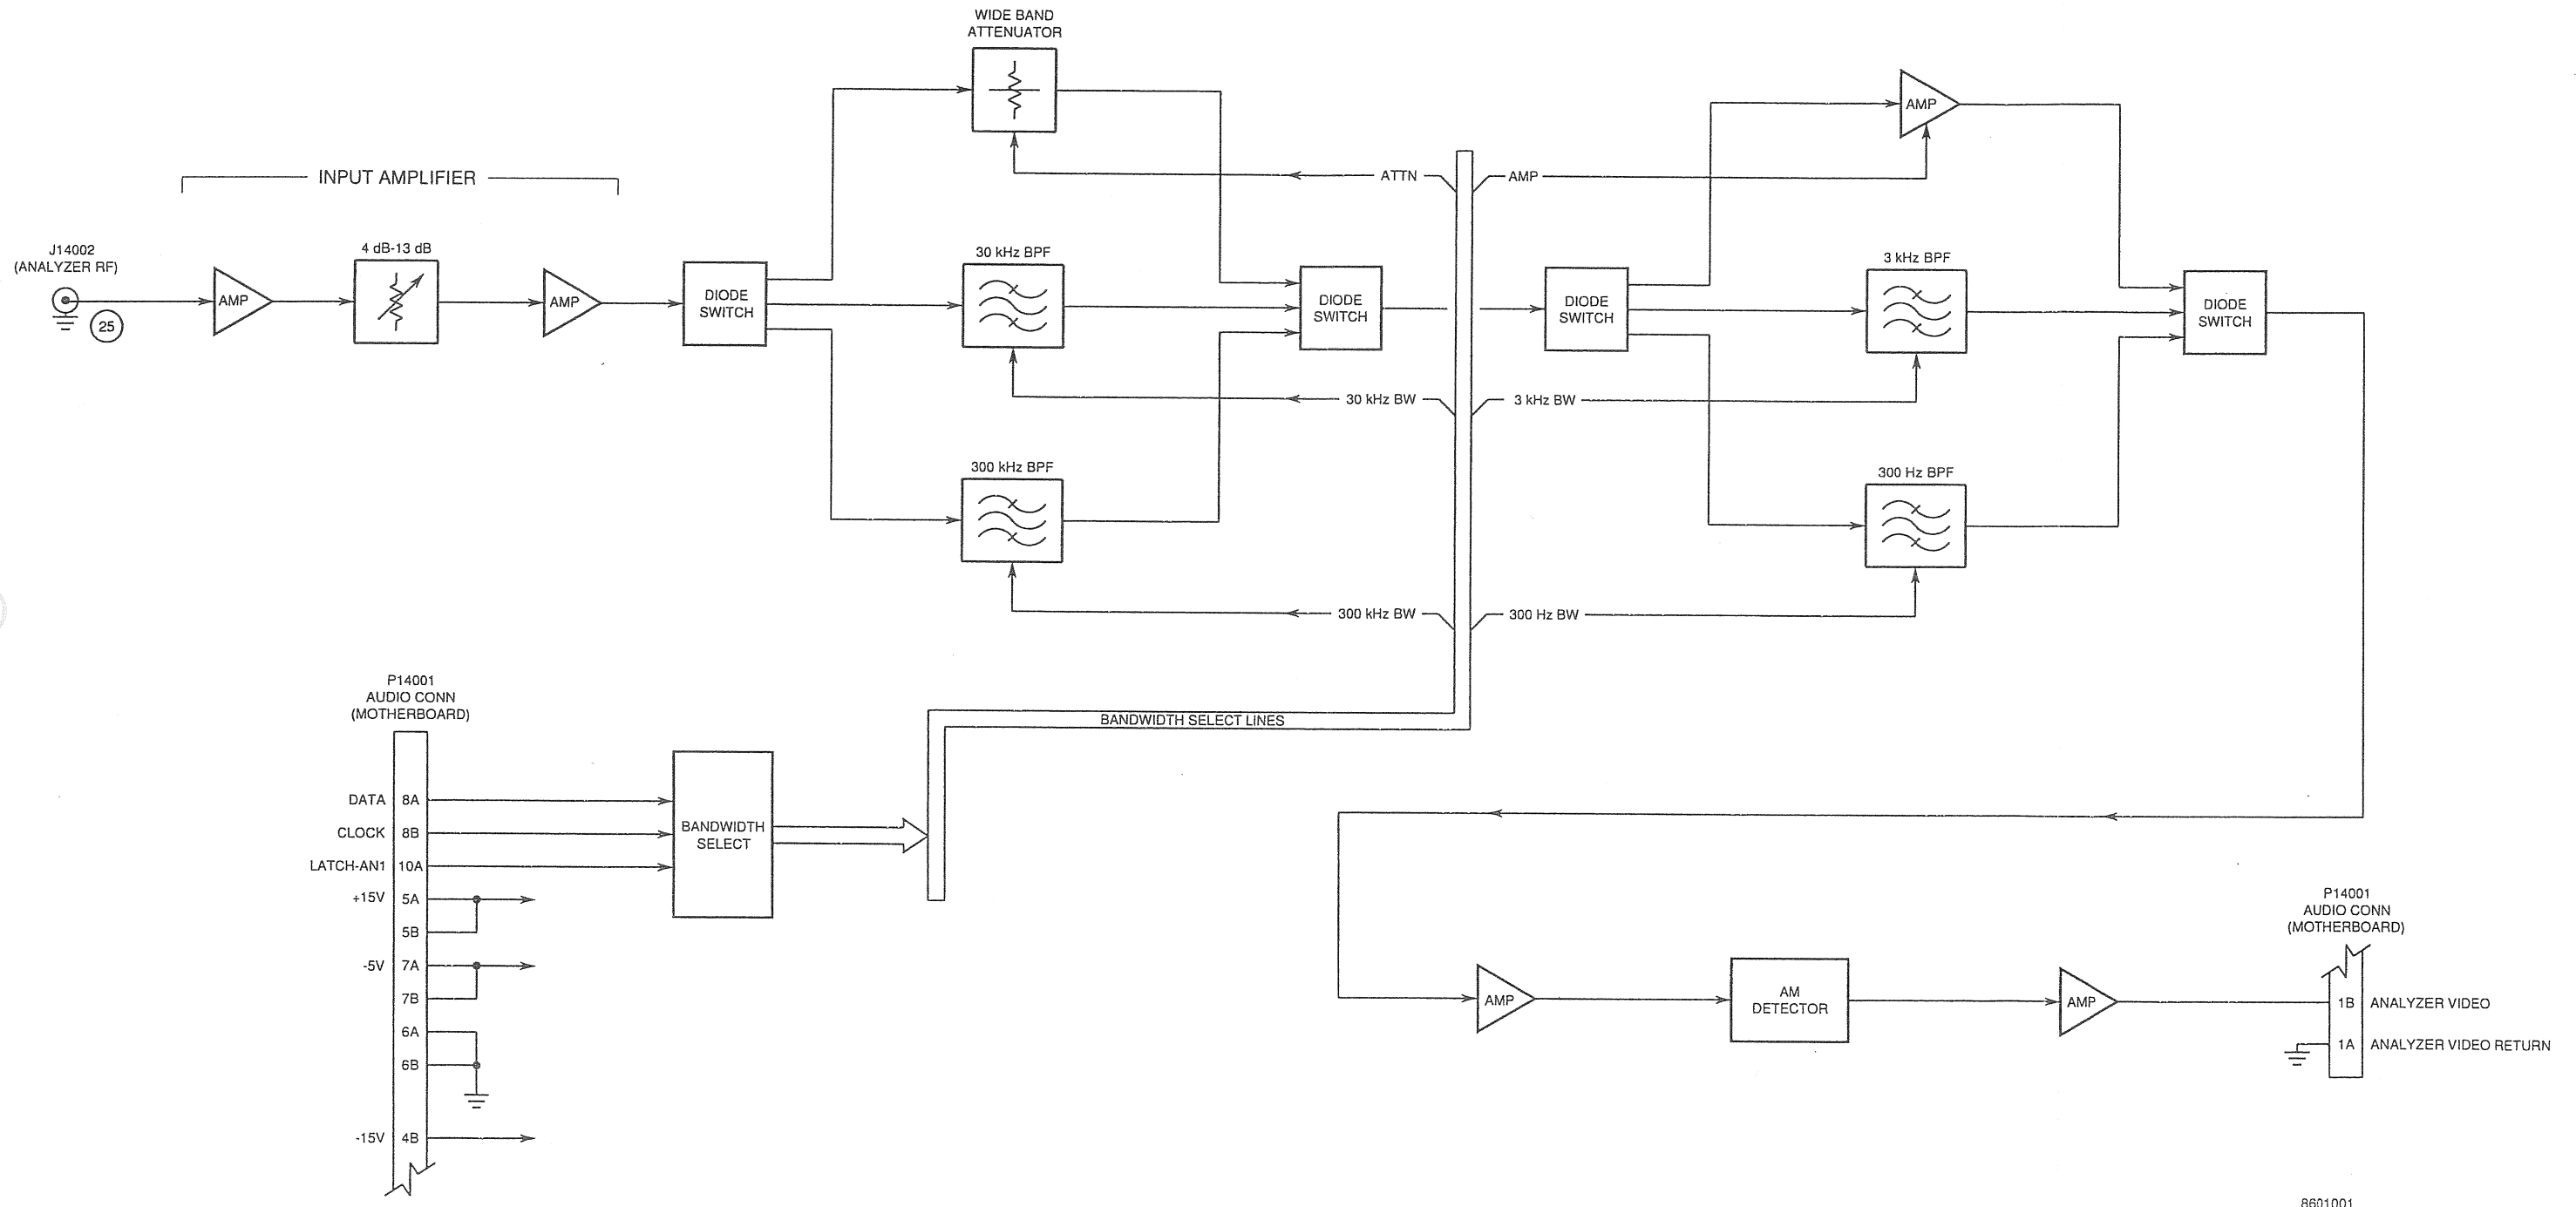 WIDE BAND
ATTENUATOR
AMP
ATTN
AMP
INPUT AMPLIFIER
J14002
(ANALYZER RF)
25
AMP
4 dB-13 dB
AMP
DIODE
SWITCH
30 kHz BPF
DIODE
SWITCH
DIODE
SWITCH
3 kHz BPF
DIODE
SWITCH
30 kHz BW
3 kHz BW
300 kHz BPF
300 Hz BPF
300 kHz BW
300 Hz BW
P14001
AUDIO CONN
(MOTHERBOARD)
BANDWIDTH SELECT LINES
DATA 8A
CLOCK 8B
LATCH-AN1 10A
+15V 5A
5B
-5V 7A
7B
6A
6B
-15V 4B
BANDWIDTH
SELECT
AMP
AM
DETECTOR
AMP
P14001
AUDIO CONN
(MOTHERBOARD)
1B ANALYZER VIDEO
1A ANALYZER VIDEO RETURN
8601001